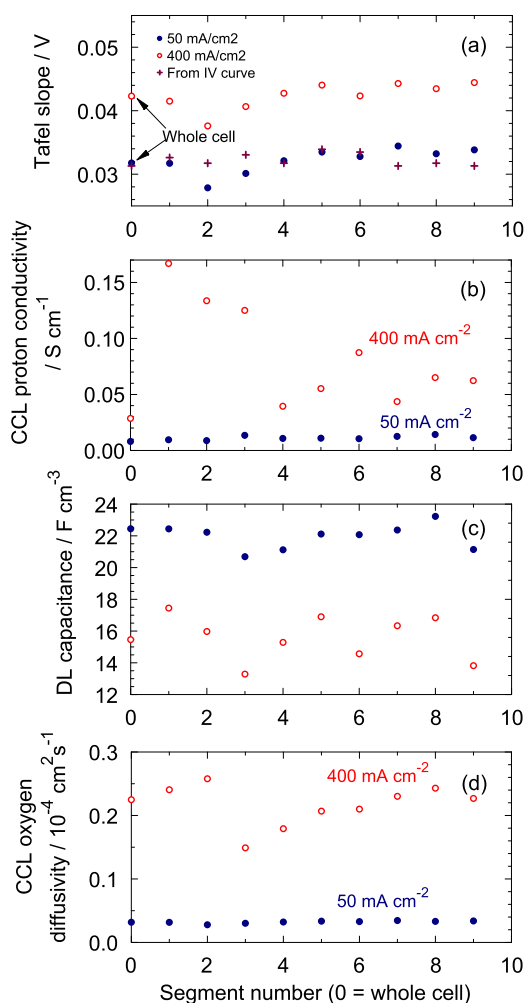 0.05
0.04
0.03
Tafel slope / V
50 mA/cm2
400 mA/cm2
From IV curve
(a)
Whole cell
0 2 4 6 8 10
0.15
0.10
0.05
0.00
CCL proton conductivity
/ S cm⁻¹
(b)
400 mA cm⁻²
50 mA cm⁻²
0 2 4 6 8 10
24
22
20
18
16
14
12
DL capacitance / F cm⁻³
(c)
0 2 4 6 8 10
0.3
0.2
0.1
0.0
CCL oxygen
diffusivity / 10⁻⁴ cm²s⁻¹
400 mA cm⁻²
(d)
50 mA cm⁻²
0 2 4 6 8 10
Segment number (0 = whole cell)